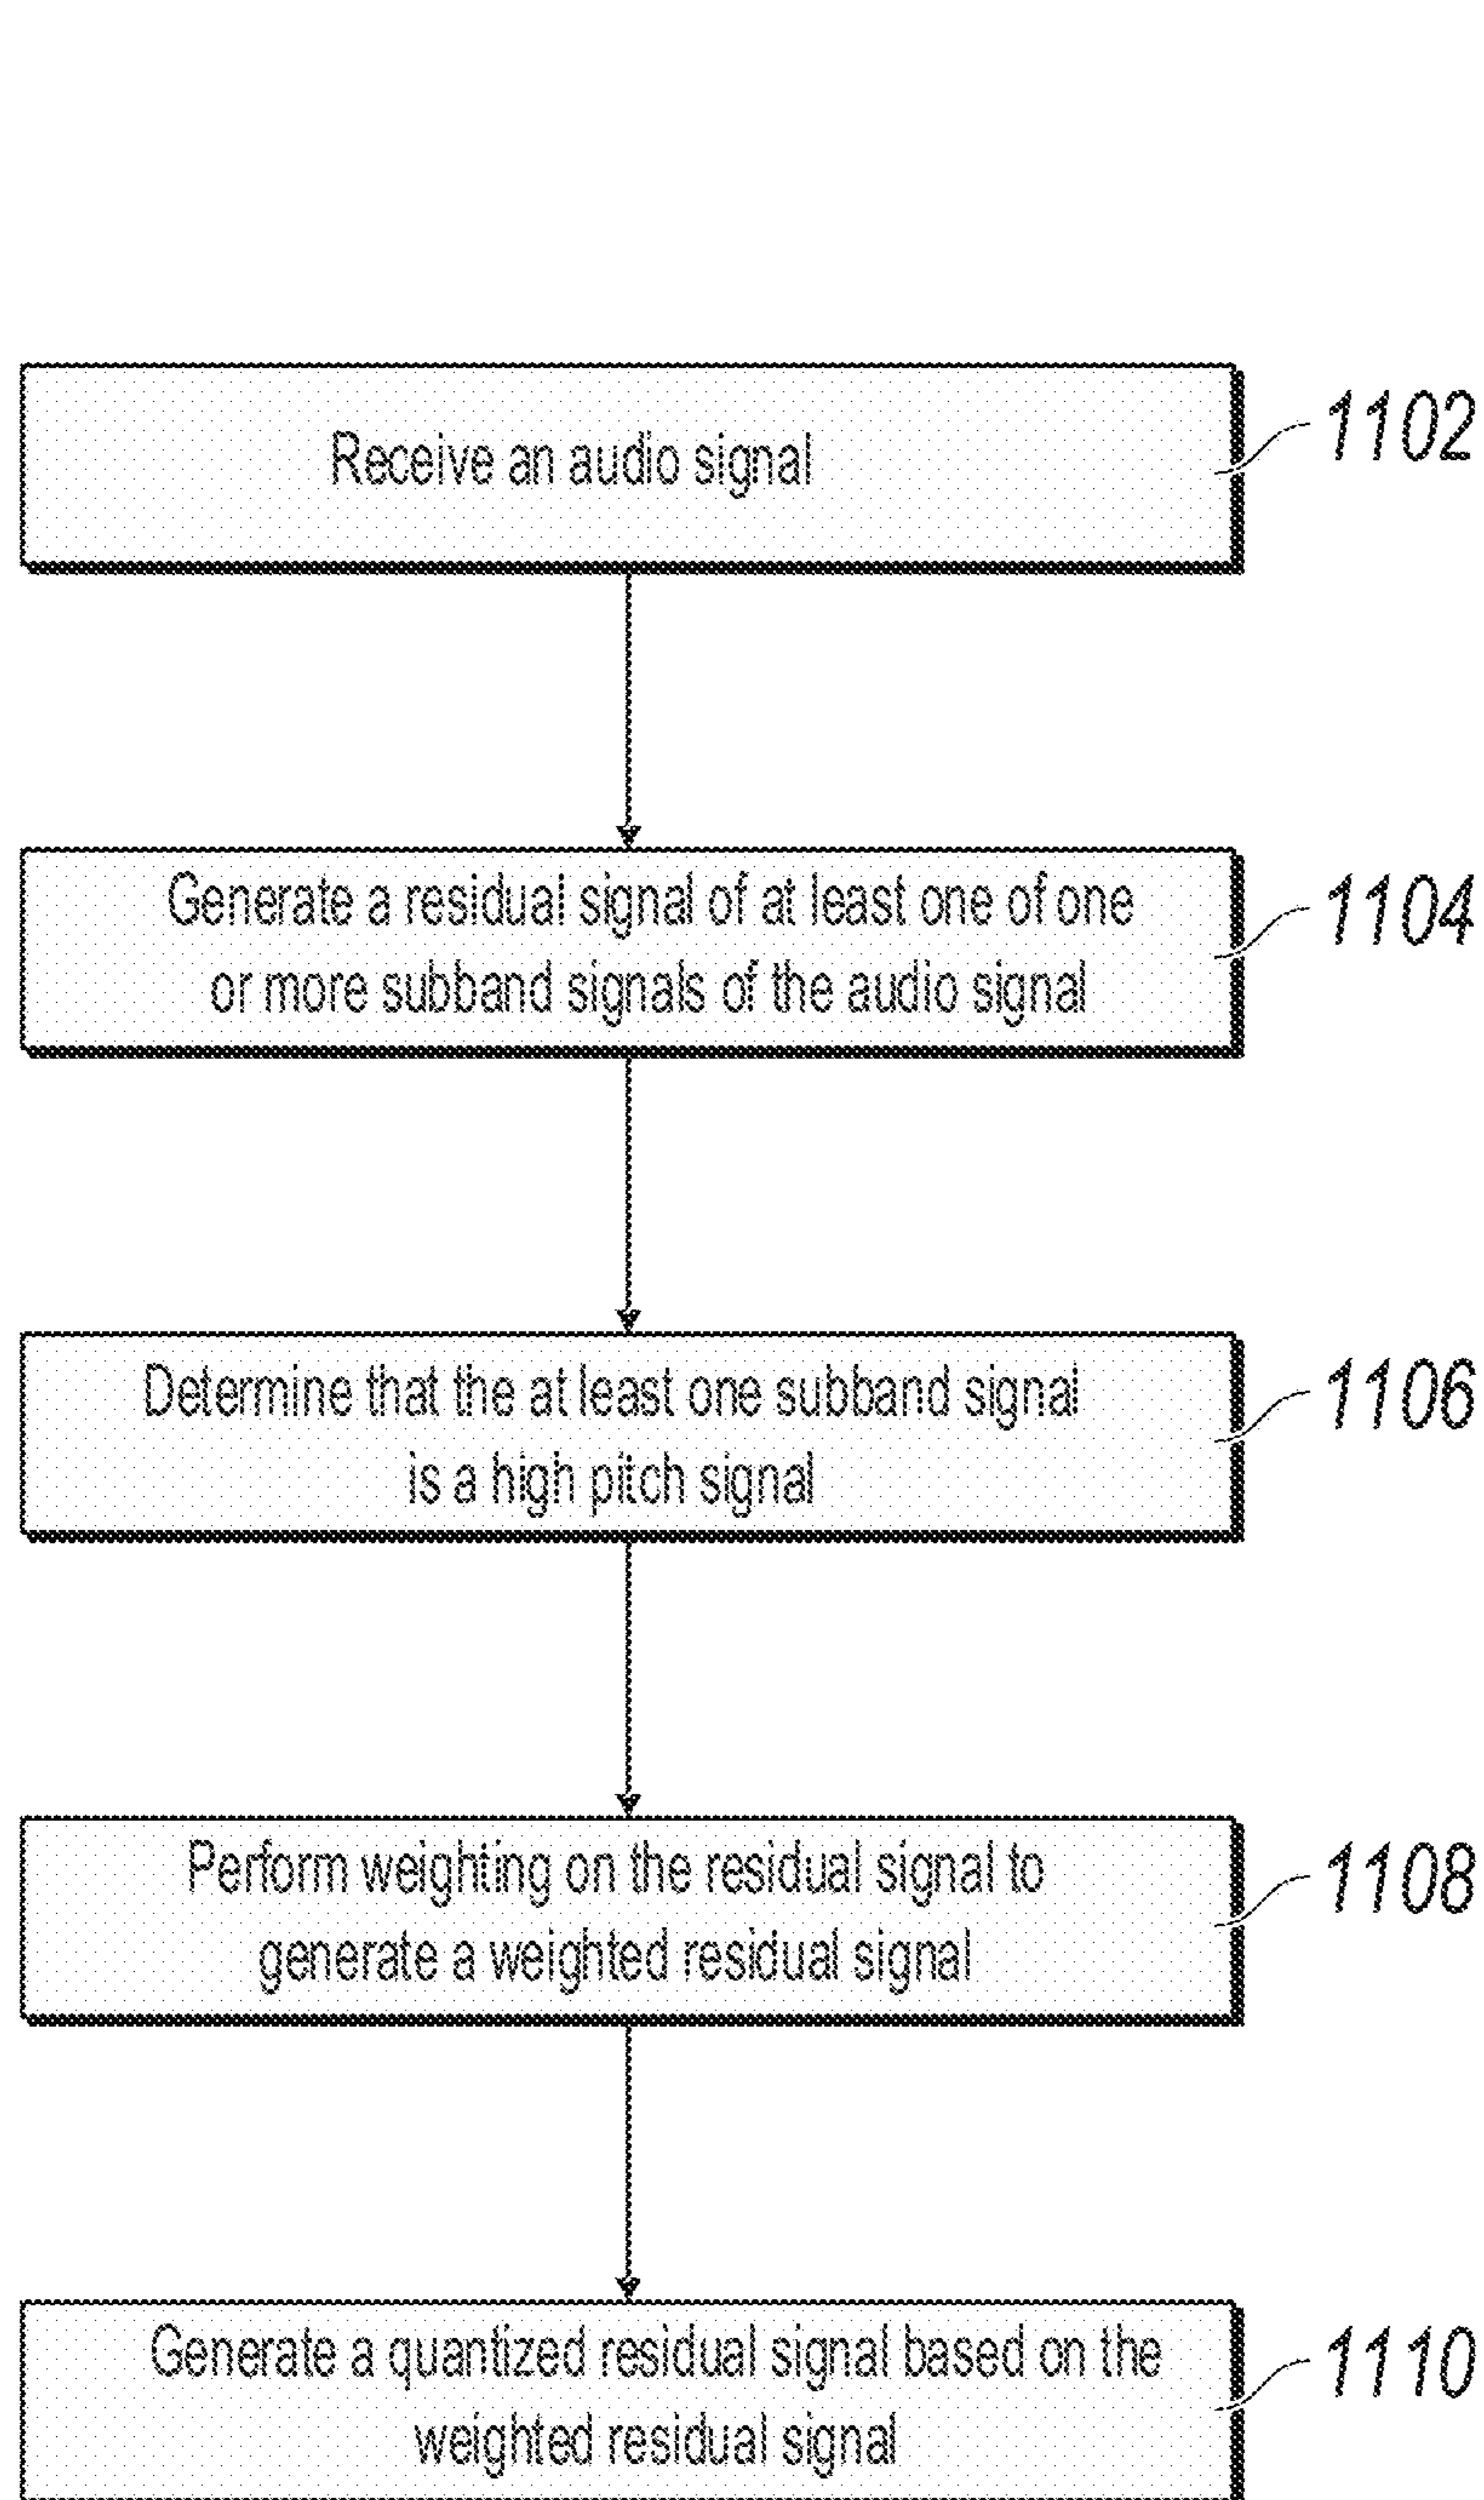 Receive an audio signal
1102
Generate a residual signal of at least one of one
or more subband signals of the audio signal
1104
Determine that the at least one subband signal
is a high pitch signal
1106
Perform weighting on the residual signal to
generate a weighted residual signal
1108
Generate a quantized residual signal based on the
weighted residual signal
1110